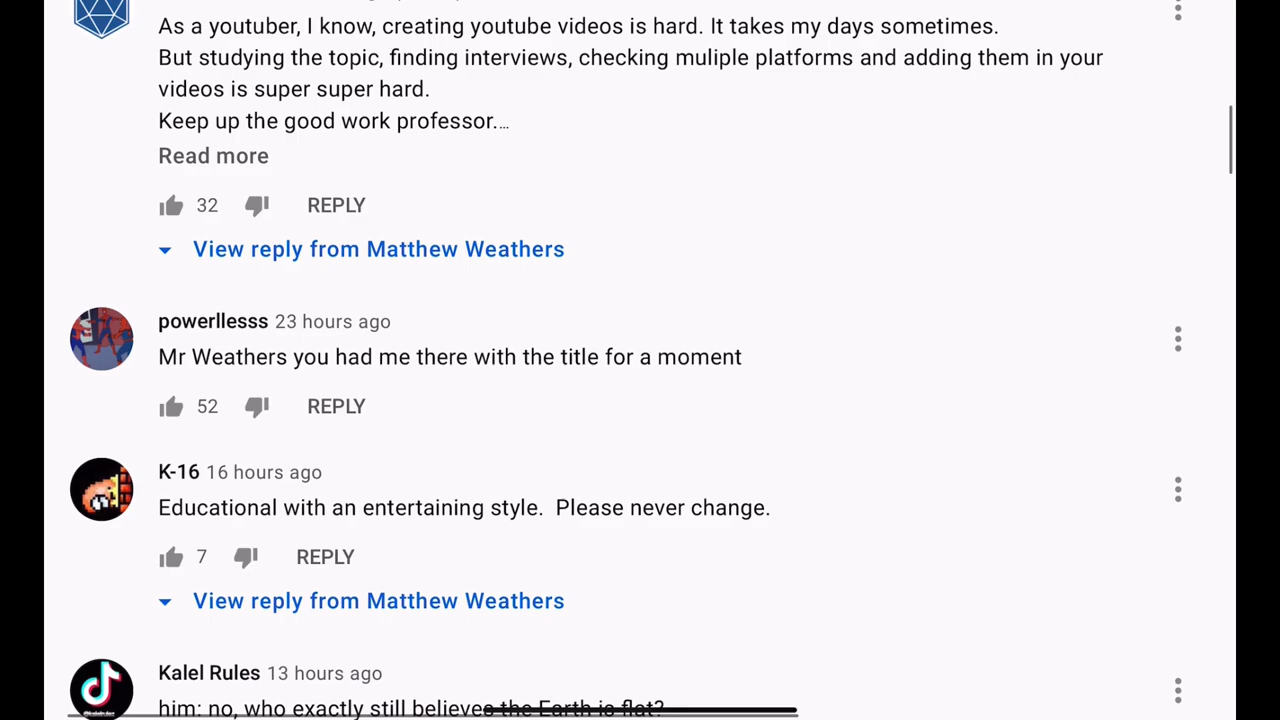 As a youtuber, I know, creating youtube videos is hard. It takes my days sometimes.
But studying the topic, finding interviews, checking muliple platforms and adding them in your
videos is super super hard.
Keep up the good work professor....
Read more
32 REPLY
View reply from Matthew Weathers
powerllesss 23 hours ago
Mr Weathers you had me there with the title for a moment
52 REPLY
K-16 16 hours ago
Educational with an entertaining style.  Please never change.
7 REPLY
View reply from Matthew Weathers
Kalel Rules 13 hours ago
him: no, who exactly still believes the Earth is flat?